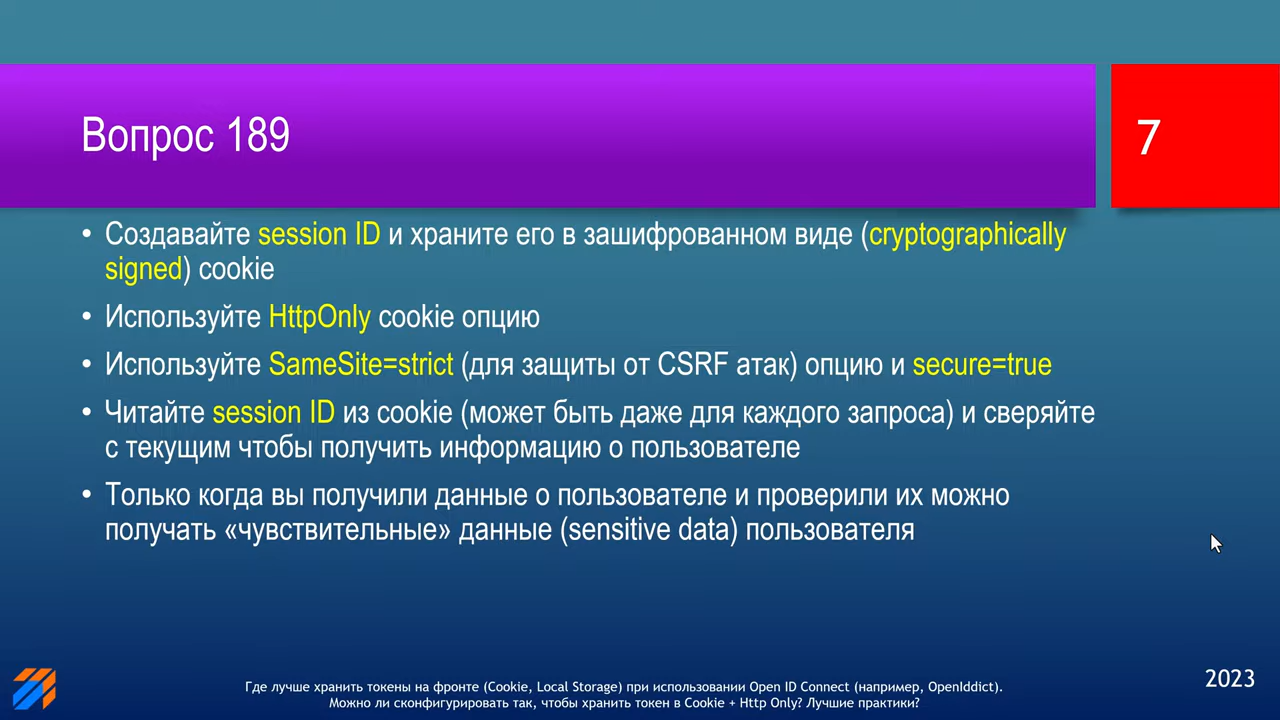 Вопрос 189
7
• Создавайте session ID и храните его в зашифрованном виде (cryptographically
signed) cookie
• Используйте HttpOnly cookie опцию
• Используйте SameSite=strict (для защиты от CSRF атак) опцию и secure=true
• Читайте session ID из cookie (может быть даже для каждого запроса) и сверяйте
с текущим чтобы получить информацию о пользователе
• Только когда вы получили данные о пользователе и проверили их можно
получать «чувствительные» данные (sensitive data) пользователя
Где лучше хранить токены на фронте (Cookie, Local Storage) при использовании Open ID Connect (например, OpenIddict).
Можно ли сконфигурировать так, чтобы хранить токен в Cookie + Http Only? Лучшие практики?
2023